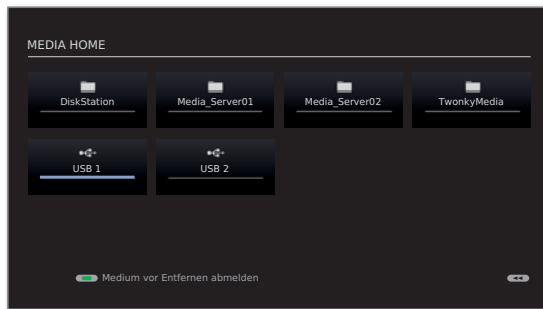 MEDIA HOME
DiskStation
Media_Server01
Media_Server02
TwonkyMedia
USB 1
USB 2
Medium vor Entfernen abmelden